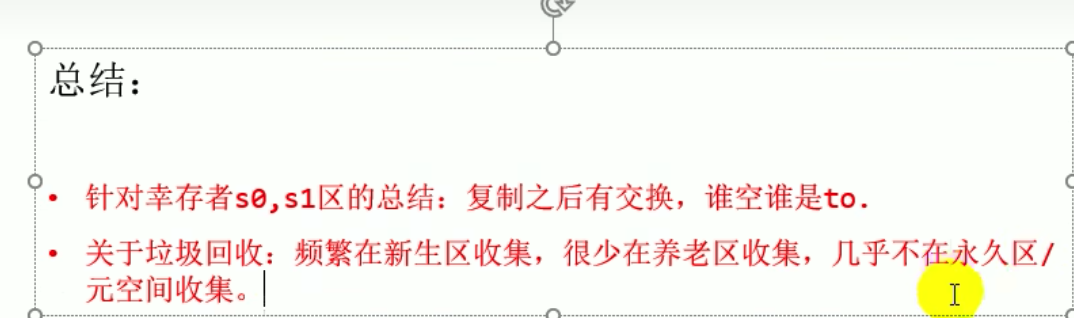 总结：
• 针对幸存者s0,s1区的总结：复制之后有交换，谁空谁是to.
• 关于垃圾回收：频繁在新生区收集，很少在养老区收集，几乎不在永久区/
元空间收集。